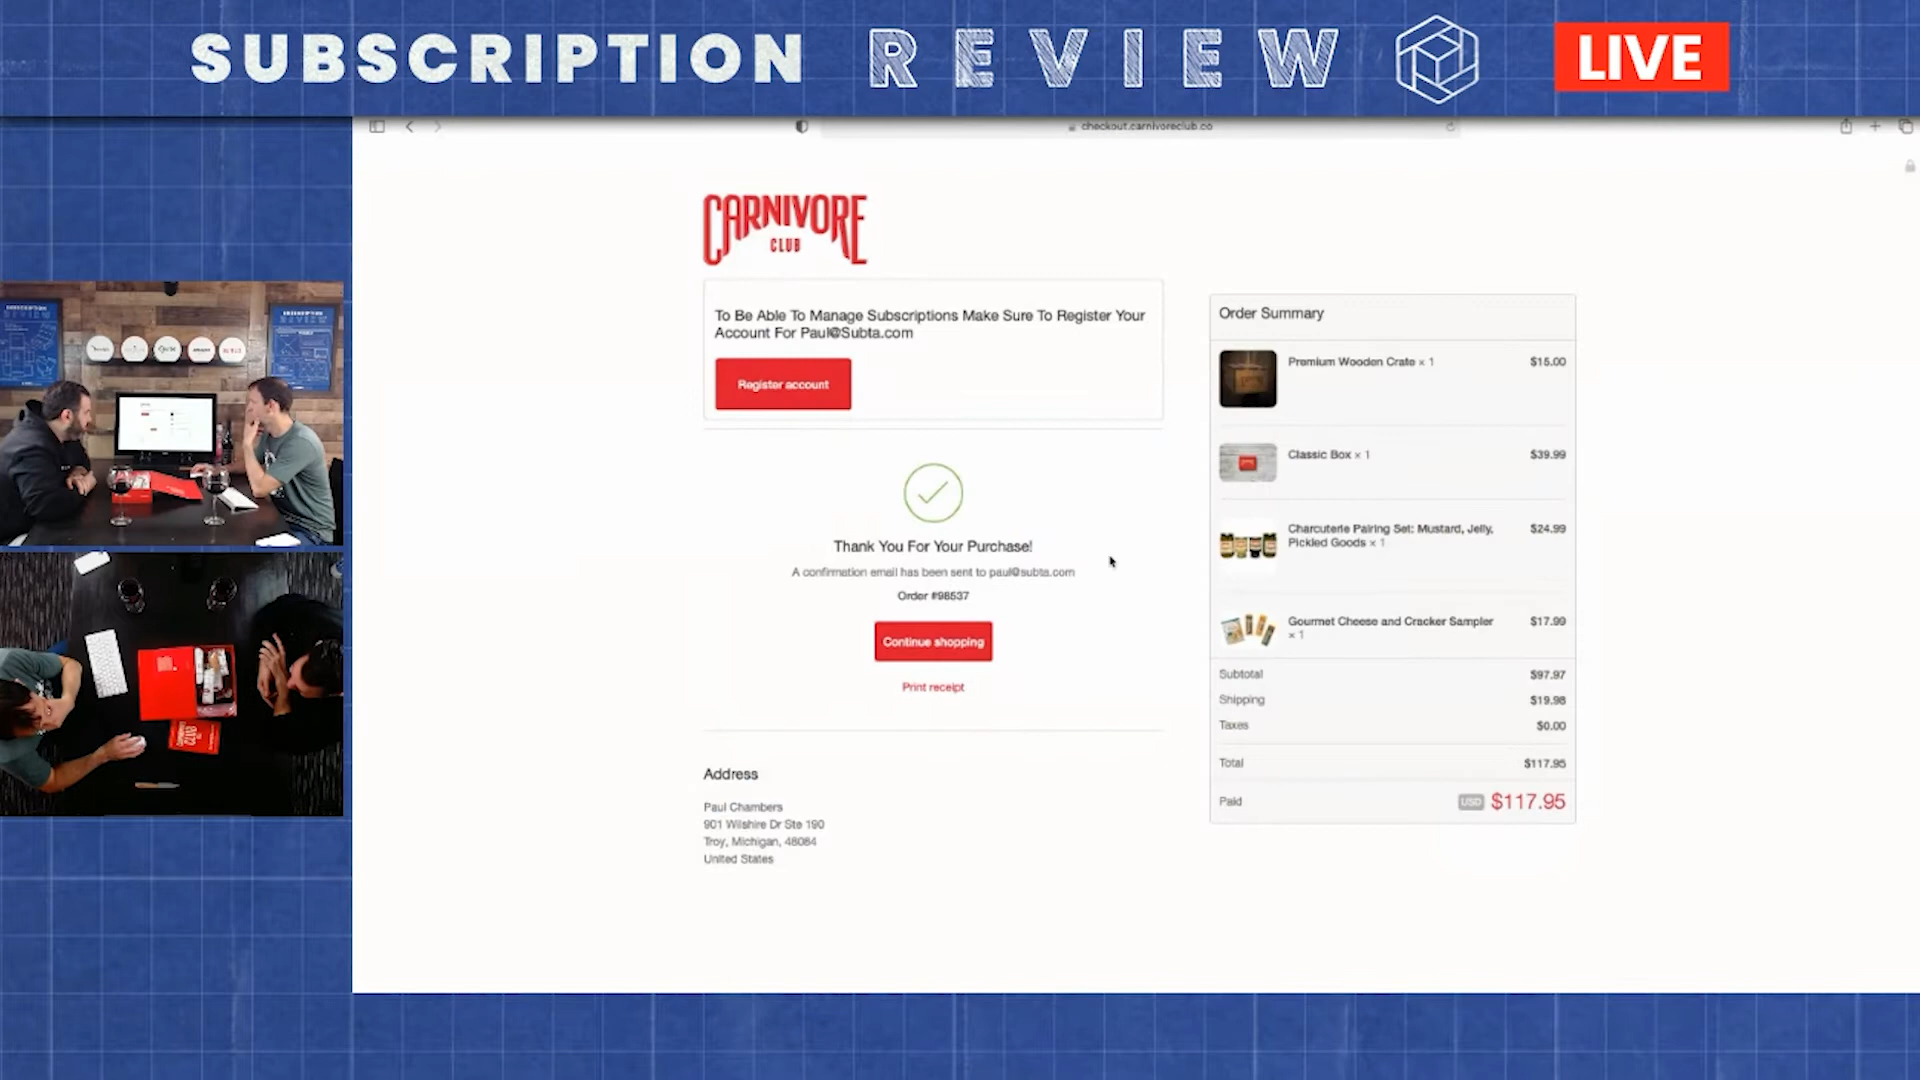 SUBSCRIPTION REVIEW LIVE
checkout.carnivoreclub.co
CARNIVORE
CLUB
To Be Able To Manage Subscriptions Make Sure To Register Your
Account For Paul@Subta.com
Register account
Thank You For Your Purchase!
A confirmation email has been sent to paul@subta.com
Order #98537
Continue shopping
Print receipt
Address
Paul Chambers
901 Wilshire Dr Ste 190
Troy, Michigan, 48084
United States
Order Summary
Premium Wooden Crate × 1 $15.00
Classic Box × 1 $39.99
Charcuterie Pairing Set: Mustard, Jelly, $24.99
Pickled Goods × 1
Gourmet Cheese and Cracker Sampler $17.99
× 1
Subtotal $97.97
Shipping $19.98
Taxes $0.00
Total $117.95
Paid USD $117.95
SUBSCRIPTION
REVIEW
CARNIVORE
CLUB